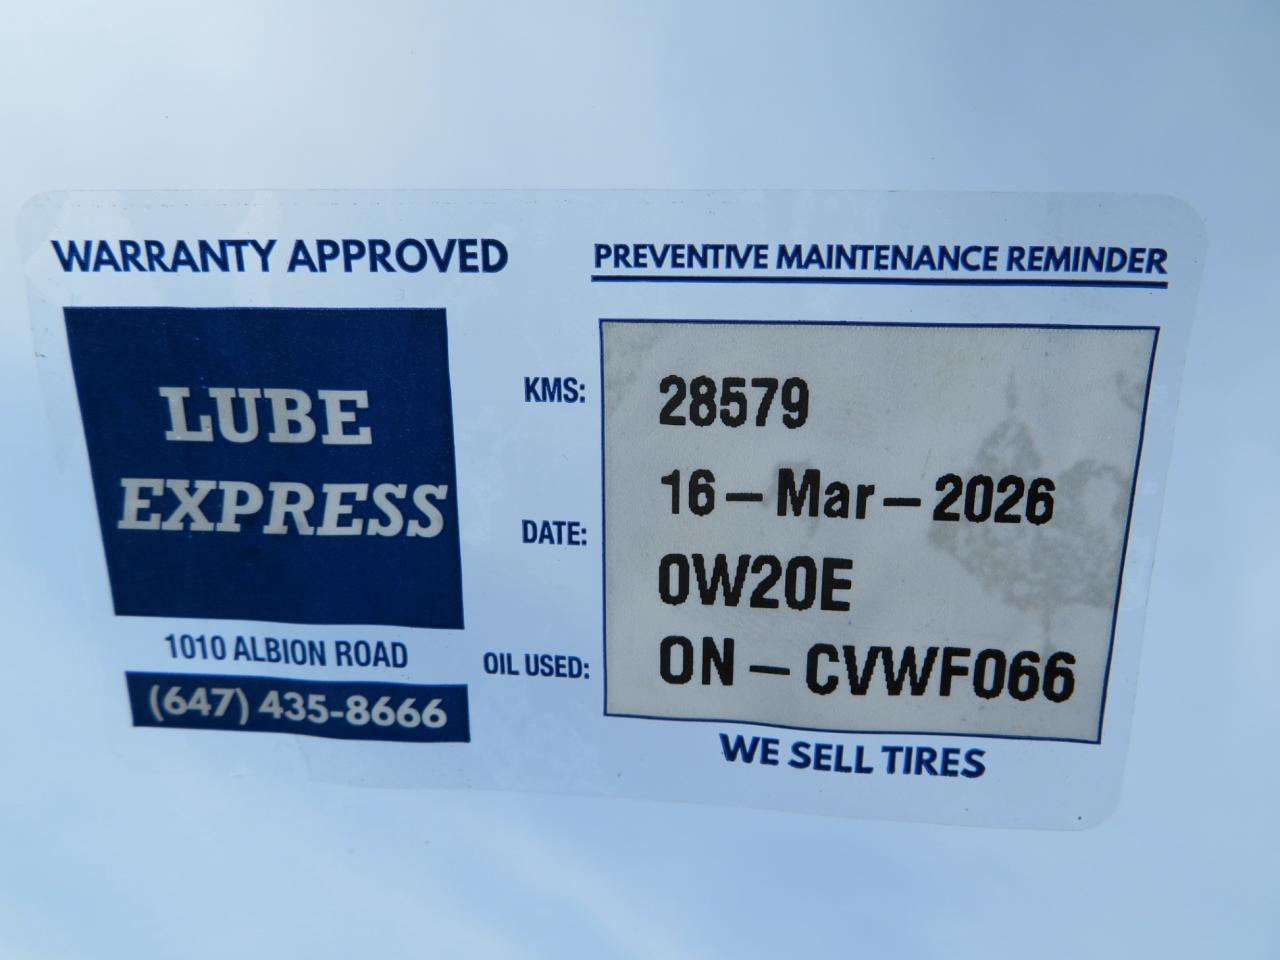 WARRANTY APPROVED
LUBE
EXPRESS
1010 ALBION ROAD
(647) 435-8666
PREVENTIVE MAINTENANCE REMINDER
KMS: 28579
16-Mar-2026
DATE:
0W20E
OIL USED: ON-CVWF066
WE SELL TIRES